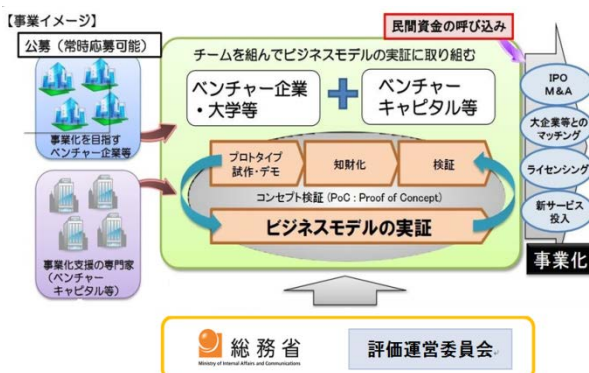 【事業イメージ】
公募（常時応募可能）
事業化を目指す
ベンチャー企業等
事業化支援の専門家
（ベンチャー
キャピタル等）
民間資金の呼び込み
チームを組んでビジネスモデルの実証に取り組む
ベンチャー企業
・大学等
ベンチャー
キャピタル等
プロトタイプ
試作・デモ
知財化
検証
コンセプト検証（PoC : Proof of Concept）
ビジネスモデルの実証
IPO
M&A
大企業等との
マッチング
ライセンシング
新サービス
投入
事業化
総務省
Ministry of Internal Affairs and Communications
評価運営委員会